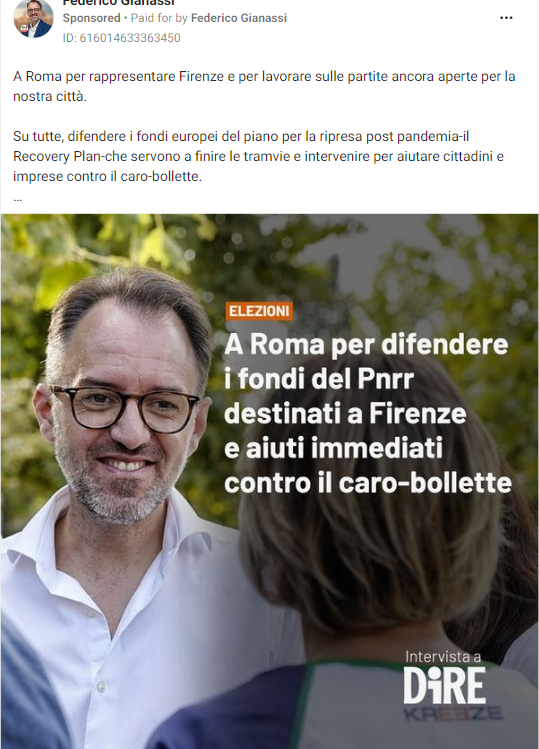 Federico Gianassi
Sponsored • Paid for by Federico Gianassi
ID: 616014633363450
A Roma per rappresentare Firenze e per lavorare sulle partite ancora aperte per la
nostra città.
Su tutte, difendere i fondi europei del piano per la ripresa post pandemia-il
Recovery Plan-che servono a finire le tramvie e intervenire per aiutare cittadini e
imprese contro il caro-bollette.
...
ELEZIONI
A Roma per difendere
i fondi del Pnrr
destinati a Firenze
e aiuti immediati
contro il caro-bollette
Intervista a
DiRE
KREEZE